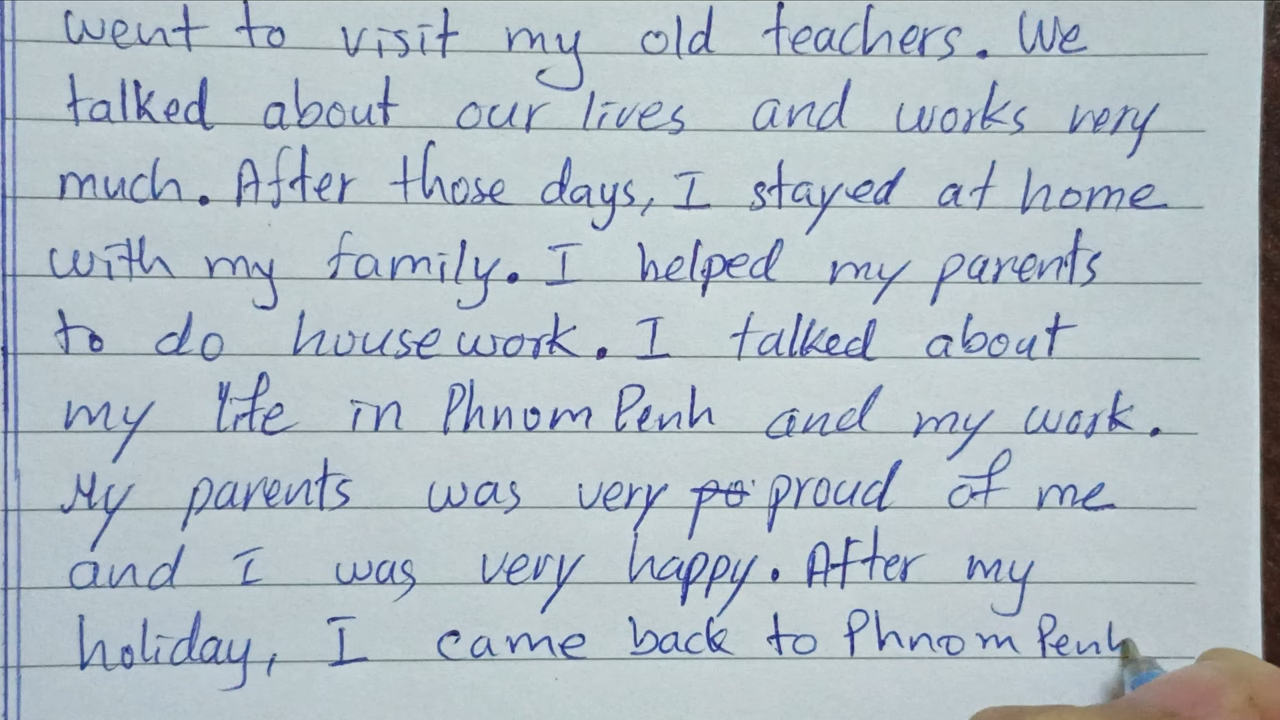 went to visit my old teachers. We
talked about our lives and works very
much. After those days, I stayed at home
with my family. I helped my parents
to do housework. I talked about
my life in Phnom Penh and my work.
My parents was very po proud of me
and I was very happy. After my
holiday, I came back to Phnom Penh